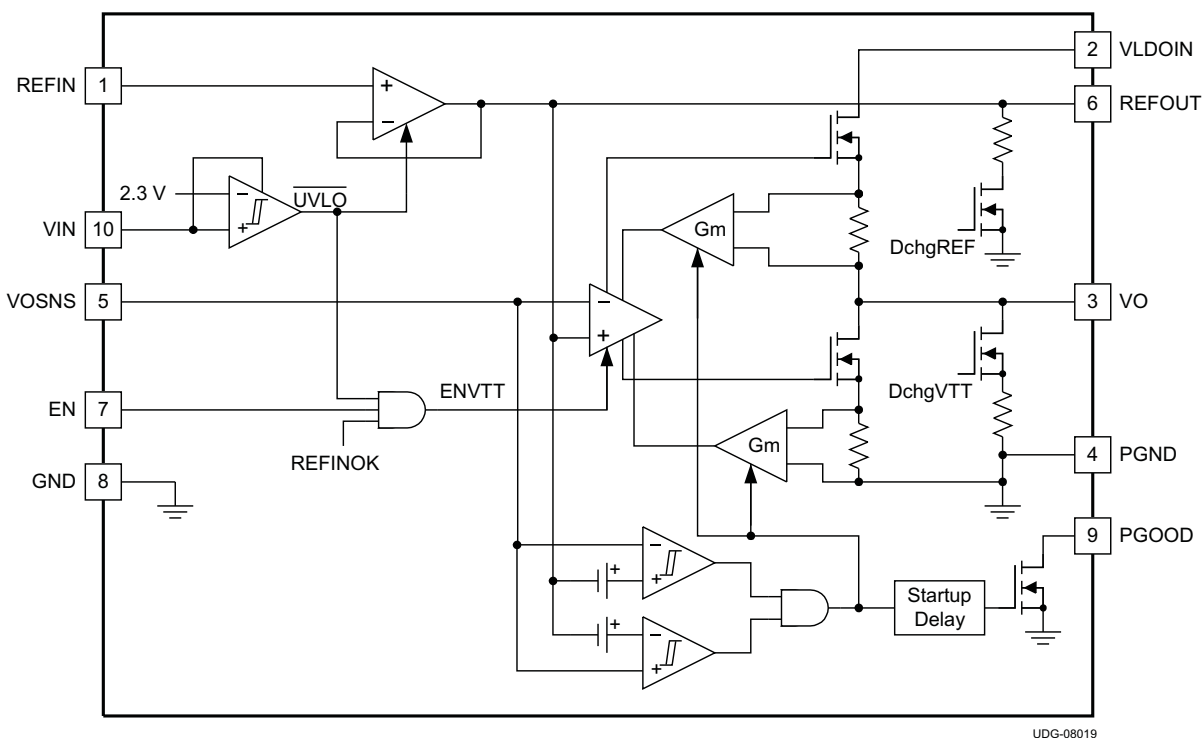 2 VLDOIN
REFIN 1
+
−
6 REFOUT
2.3 V
−
UVLO
VIN 10
+
Gm
DchgREF
VOSNS 5
−
+
3 VO
DchgVTT
EN 7
ENVTT
REFINOK
Gm
4 PGND
GND 8
9 PGOOD
−
+
+
Startup
Delay
+
−
+
UDG-08019